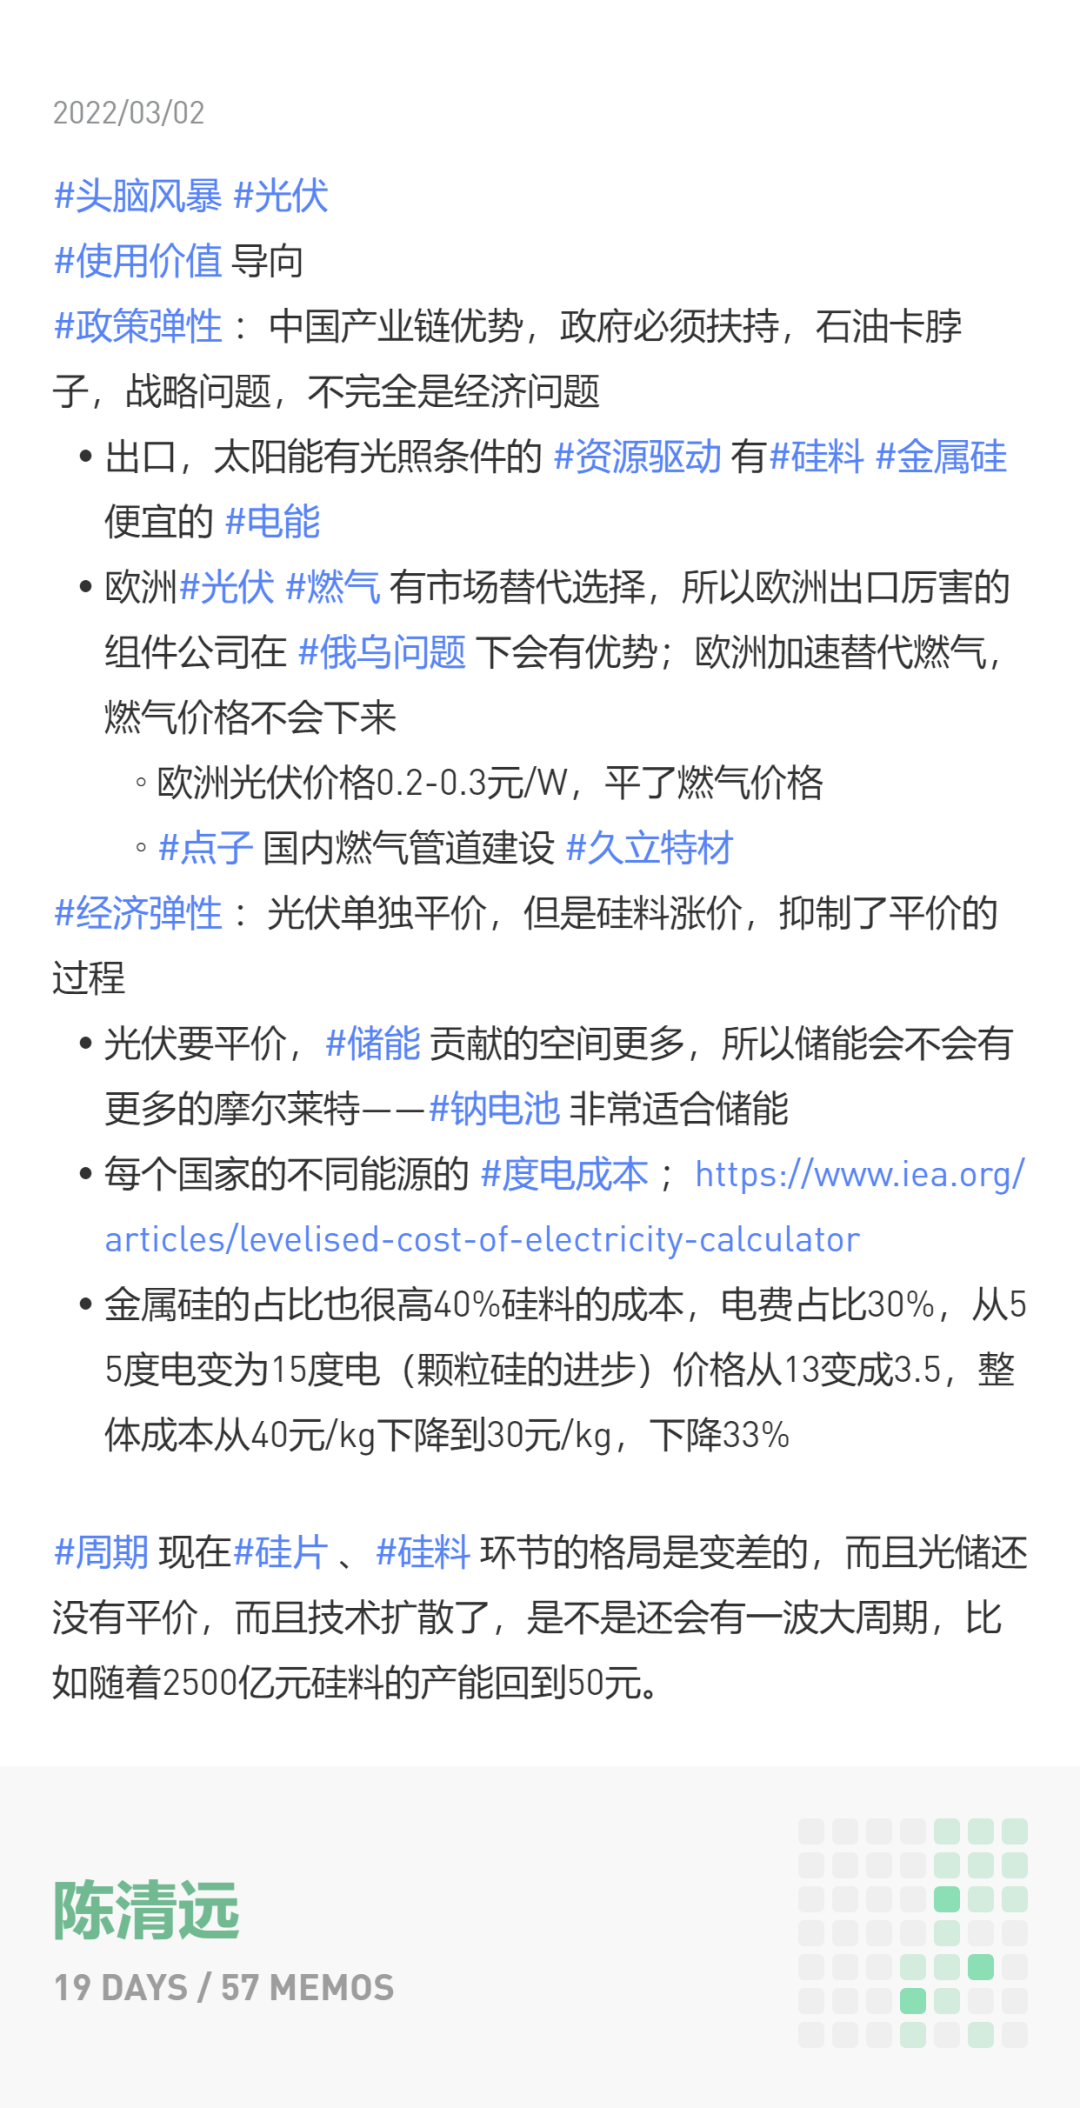 2022/03/02
#头脑风暴 #光伏
#使用价值 导向
#政策弹性 ：中国产业链优势，政府必须扶持，石油卡脖
子，战略问题，不完全是经济问题
• 出口，太阳能有光照条件的 #资源驱动 有#硅料 #金属硅
便宜的 #电能
• 欧洲#光伏 #燃气 有市场替代选择，所以欧洲出口厉害的
组件公司在 #俄乌问题 下会有优势；欧洲加速替代燃气，
燃气价格不会下来
◦ 欧洲光伏价格0.2-0.3元/W，平了燃气价格
◦ #点子 国内燃气管道建设 #久立特材
#经济弹性 ：光伏单独平价，但是硅料涨价，抑制了平价的
过程
• 光伏要平价，#储能 贡献的空间更多，所以储能会不会有
更多的摩尔莱特——#钠电池 非常适合储能
• 每个国家的不同能源的 #度电成本 ；https://www.iea.org/
articles/levelised-cost-of-electricity-calculator
• 金属硅的占比也很高40%硅料的成本，电费占比30%，从5
5度电变为15度电（颗粒硅的进步）价格从13变成3.5，整
体成本从40元/kg下降到30元/kg，下降33%
#周期 现在#硅片 、#硅料 环节的格局是变差的，而且光储还
没有平价，而且技术扩散了，是不是还会有一波大周期，比
如随着2500亿元硅料的产能回到50元。
陈清远
19 DAYS / 57 MEMOS